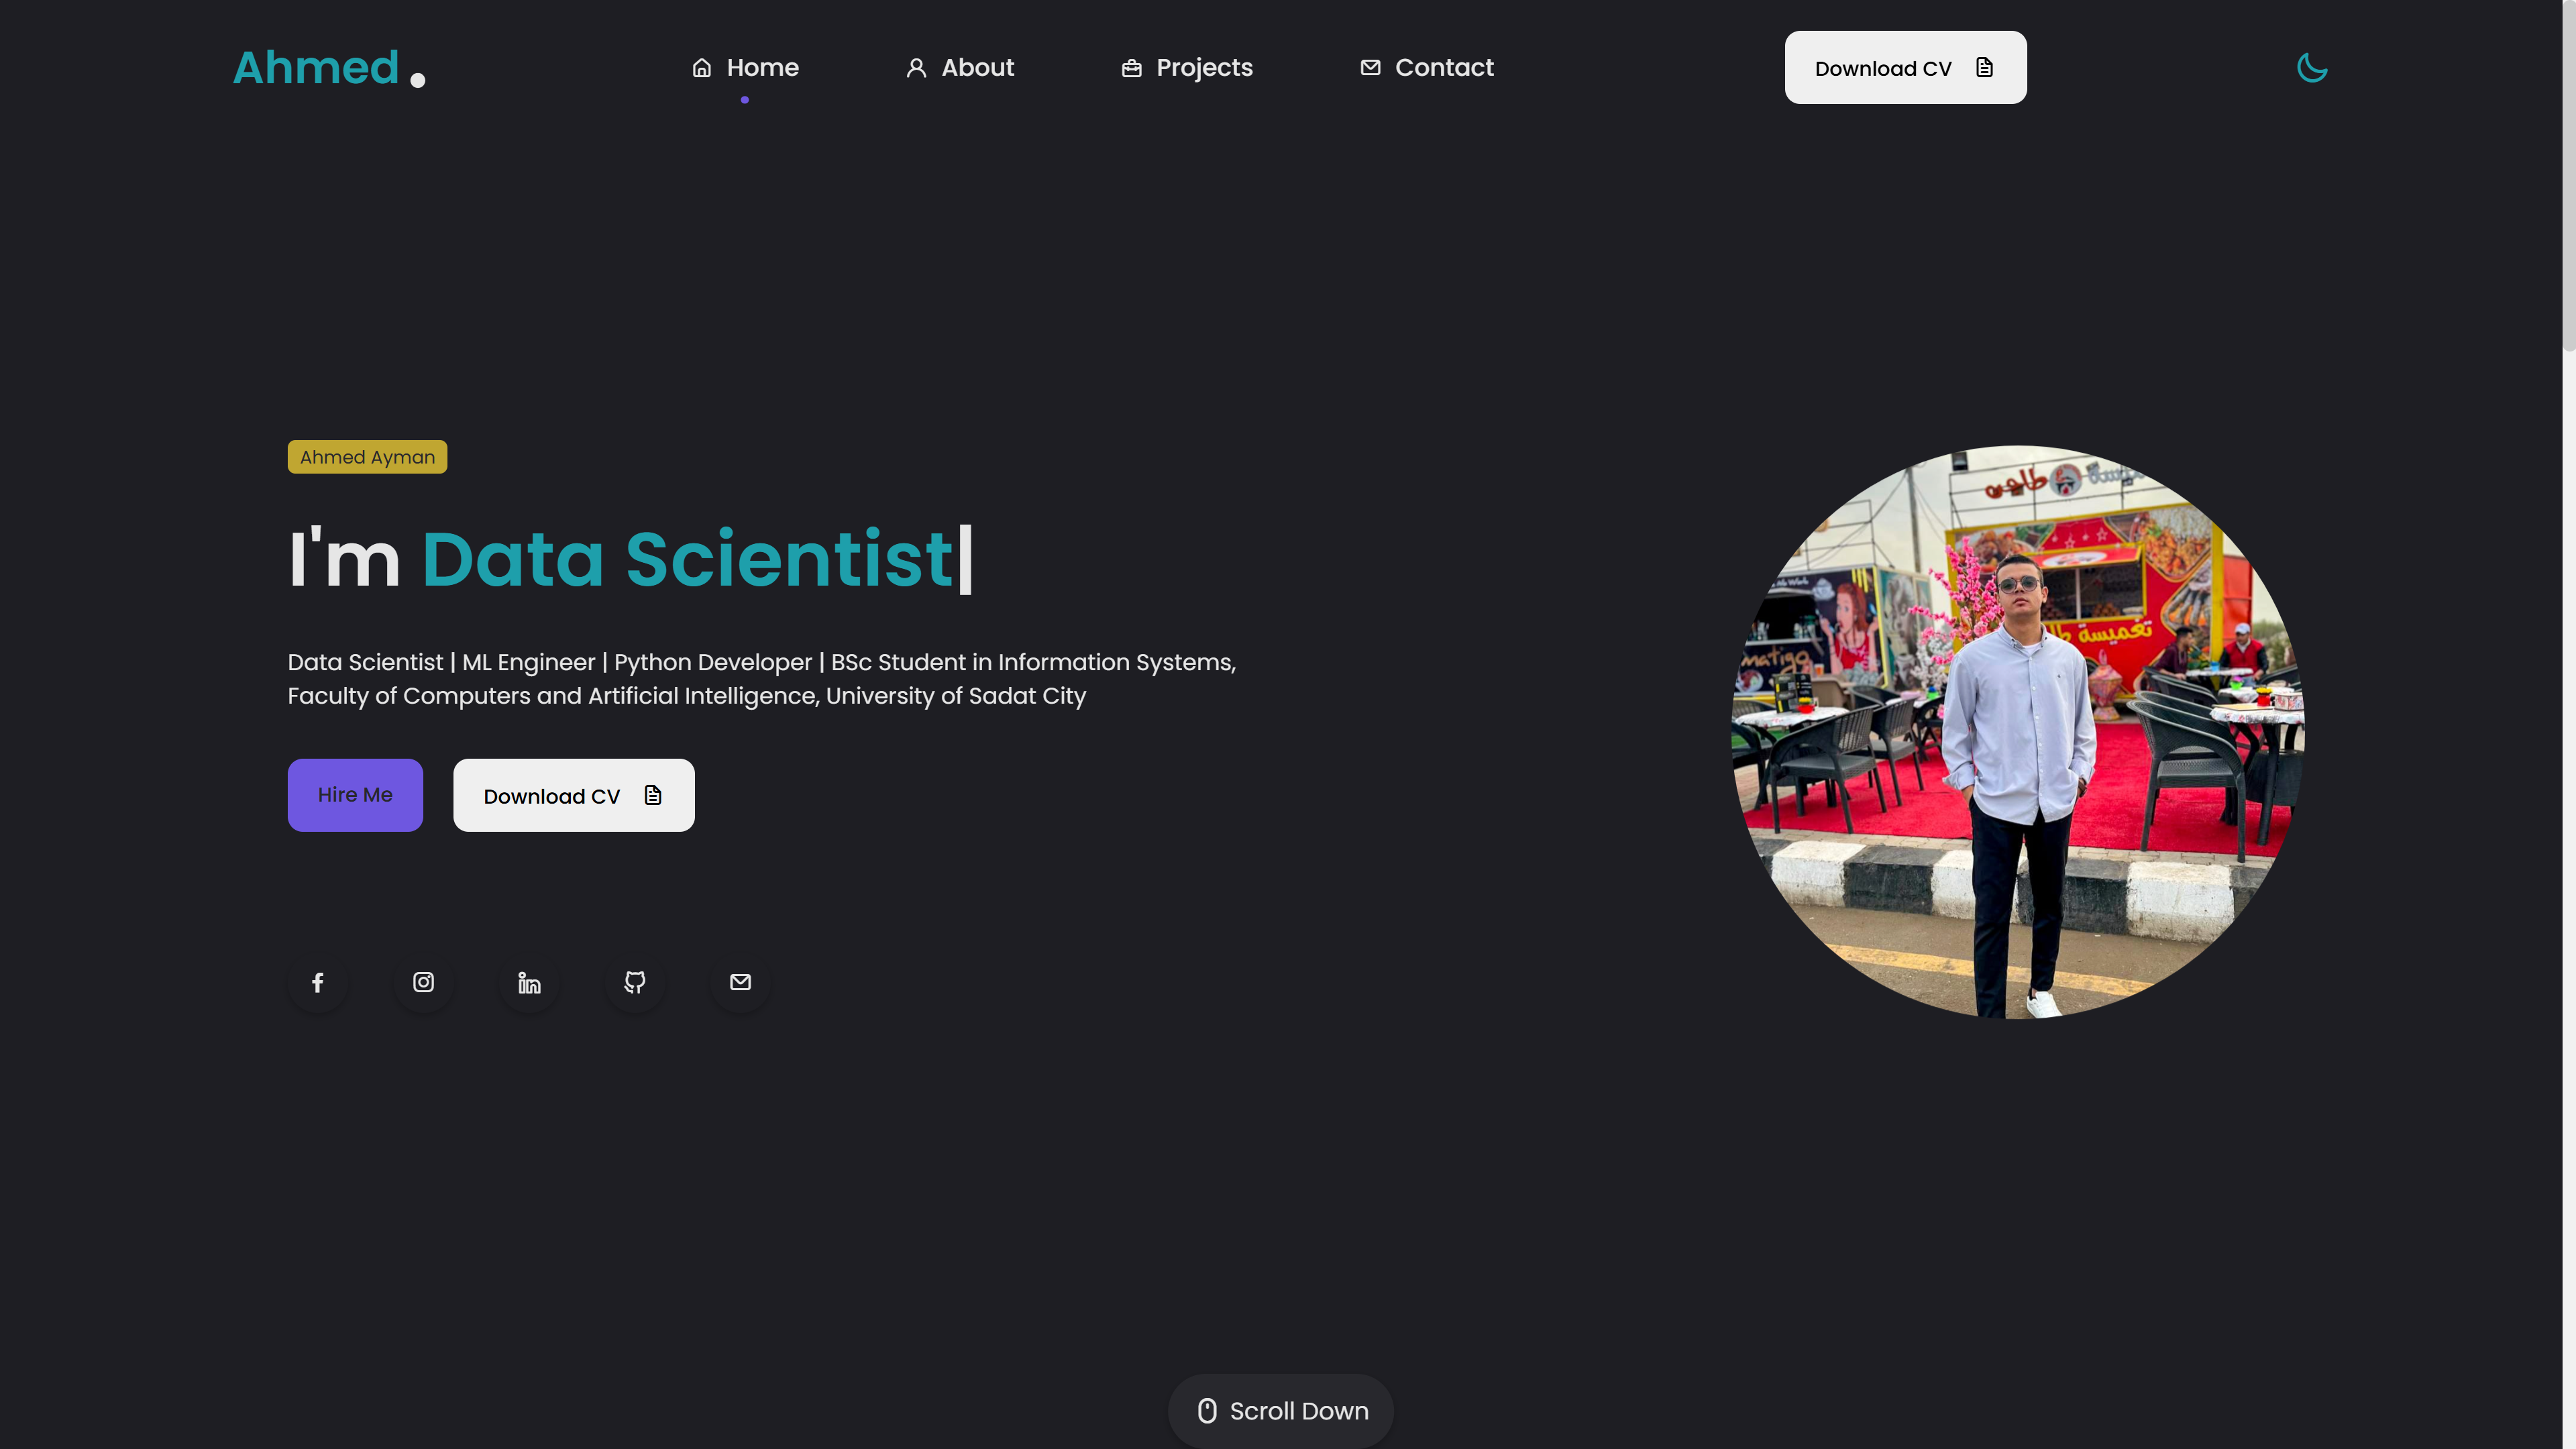 Ahmed
Home
About
Projects
Contact
Download CV
Ahmed Ayman
I'm Data Scientist|
Data Scientist | ML Engineer | Python Developer | BSc Student in Information Systems,
Faculty of Computers and Artificial Intelligence, University of Sadat City
Hire Me
Download CV
Scroll Down